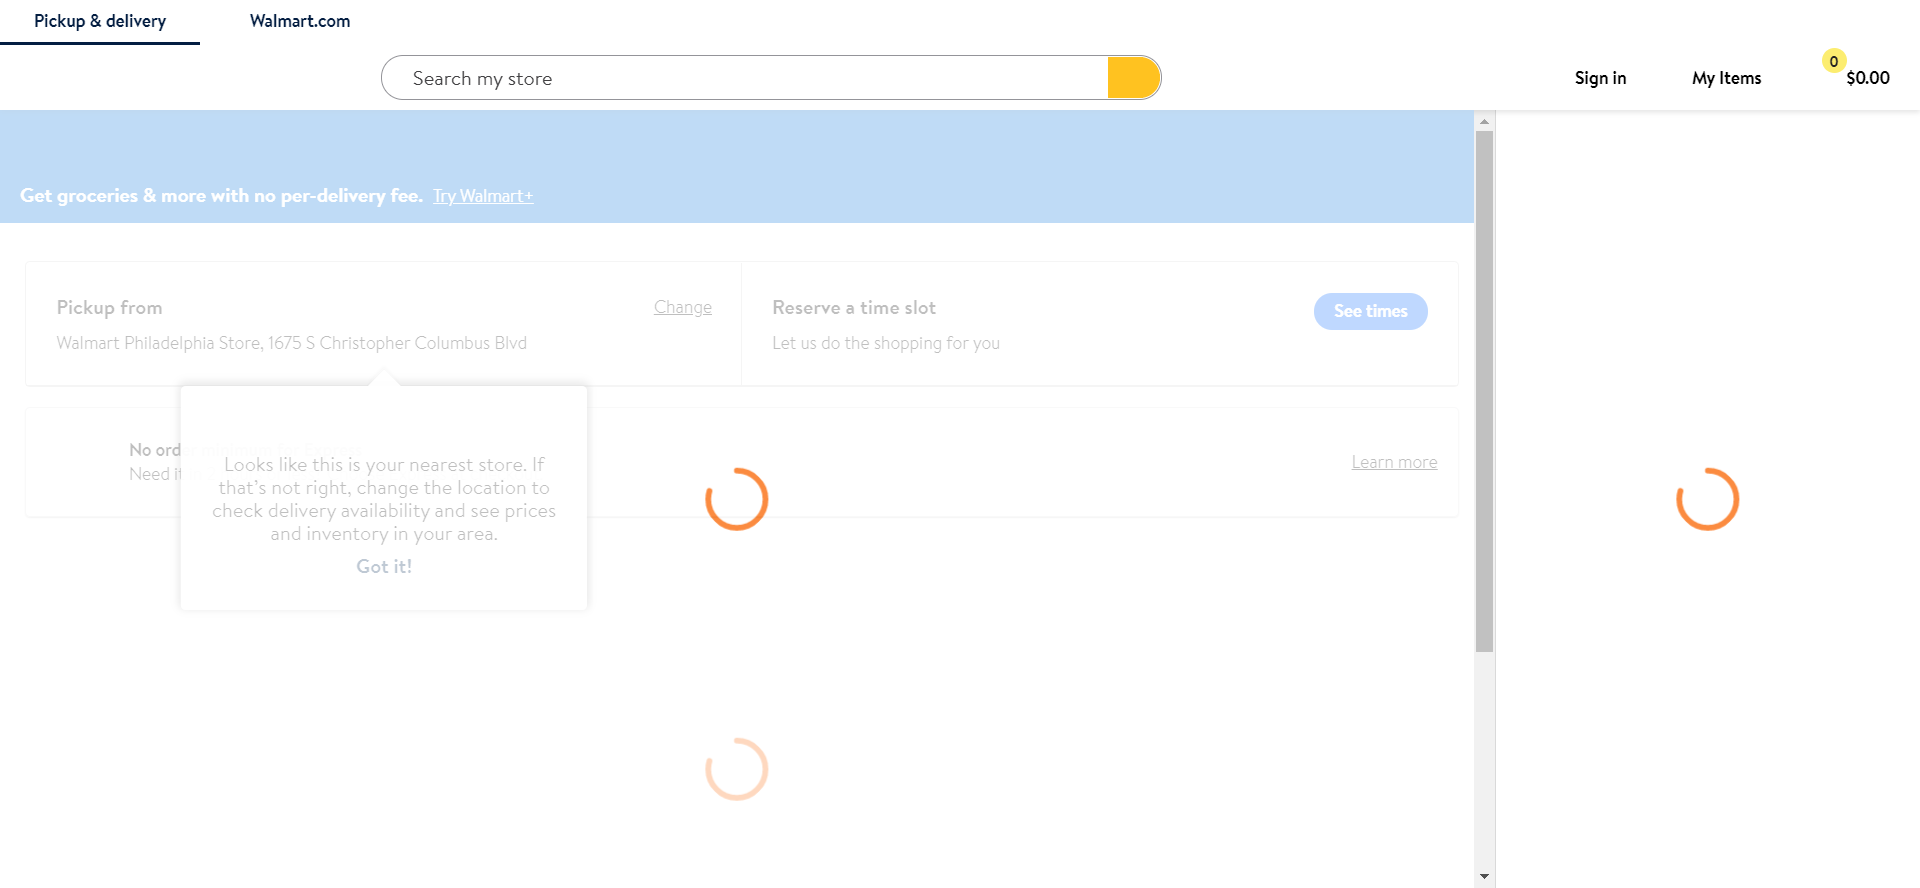 Pickup & delivery
Walmart.com
Search my store
Sign in
My Items
0
$0.00
Get groceries & more with no per-delivery fee. Try Walmart+
Pickup from
Change
Walmart Philadelphia Store, 1675 S Christopher Columbus Blvd
Reserve a time slot
See times
Let us do the shopping for you
No
Need
Learn more
Looks like this is your nearest store. If
that's not right, change the location to
check delivery availability and see prices
and inventory in your area.
Got it!